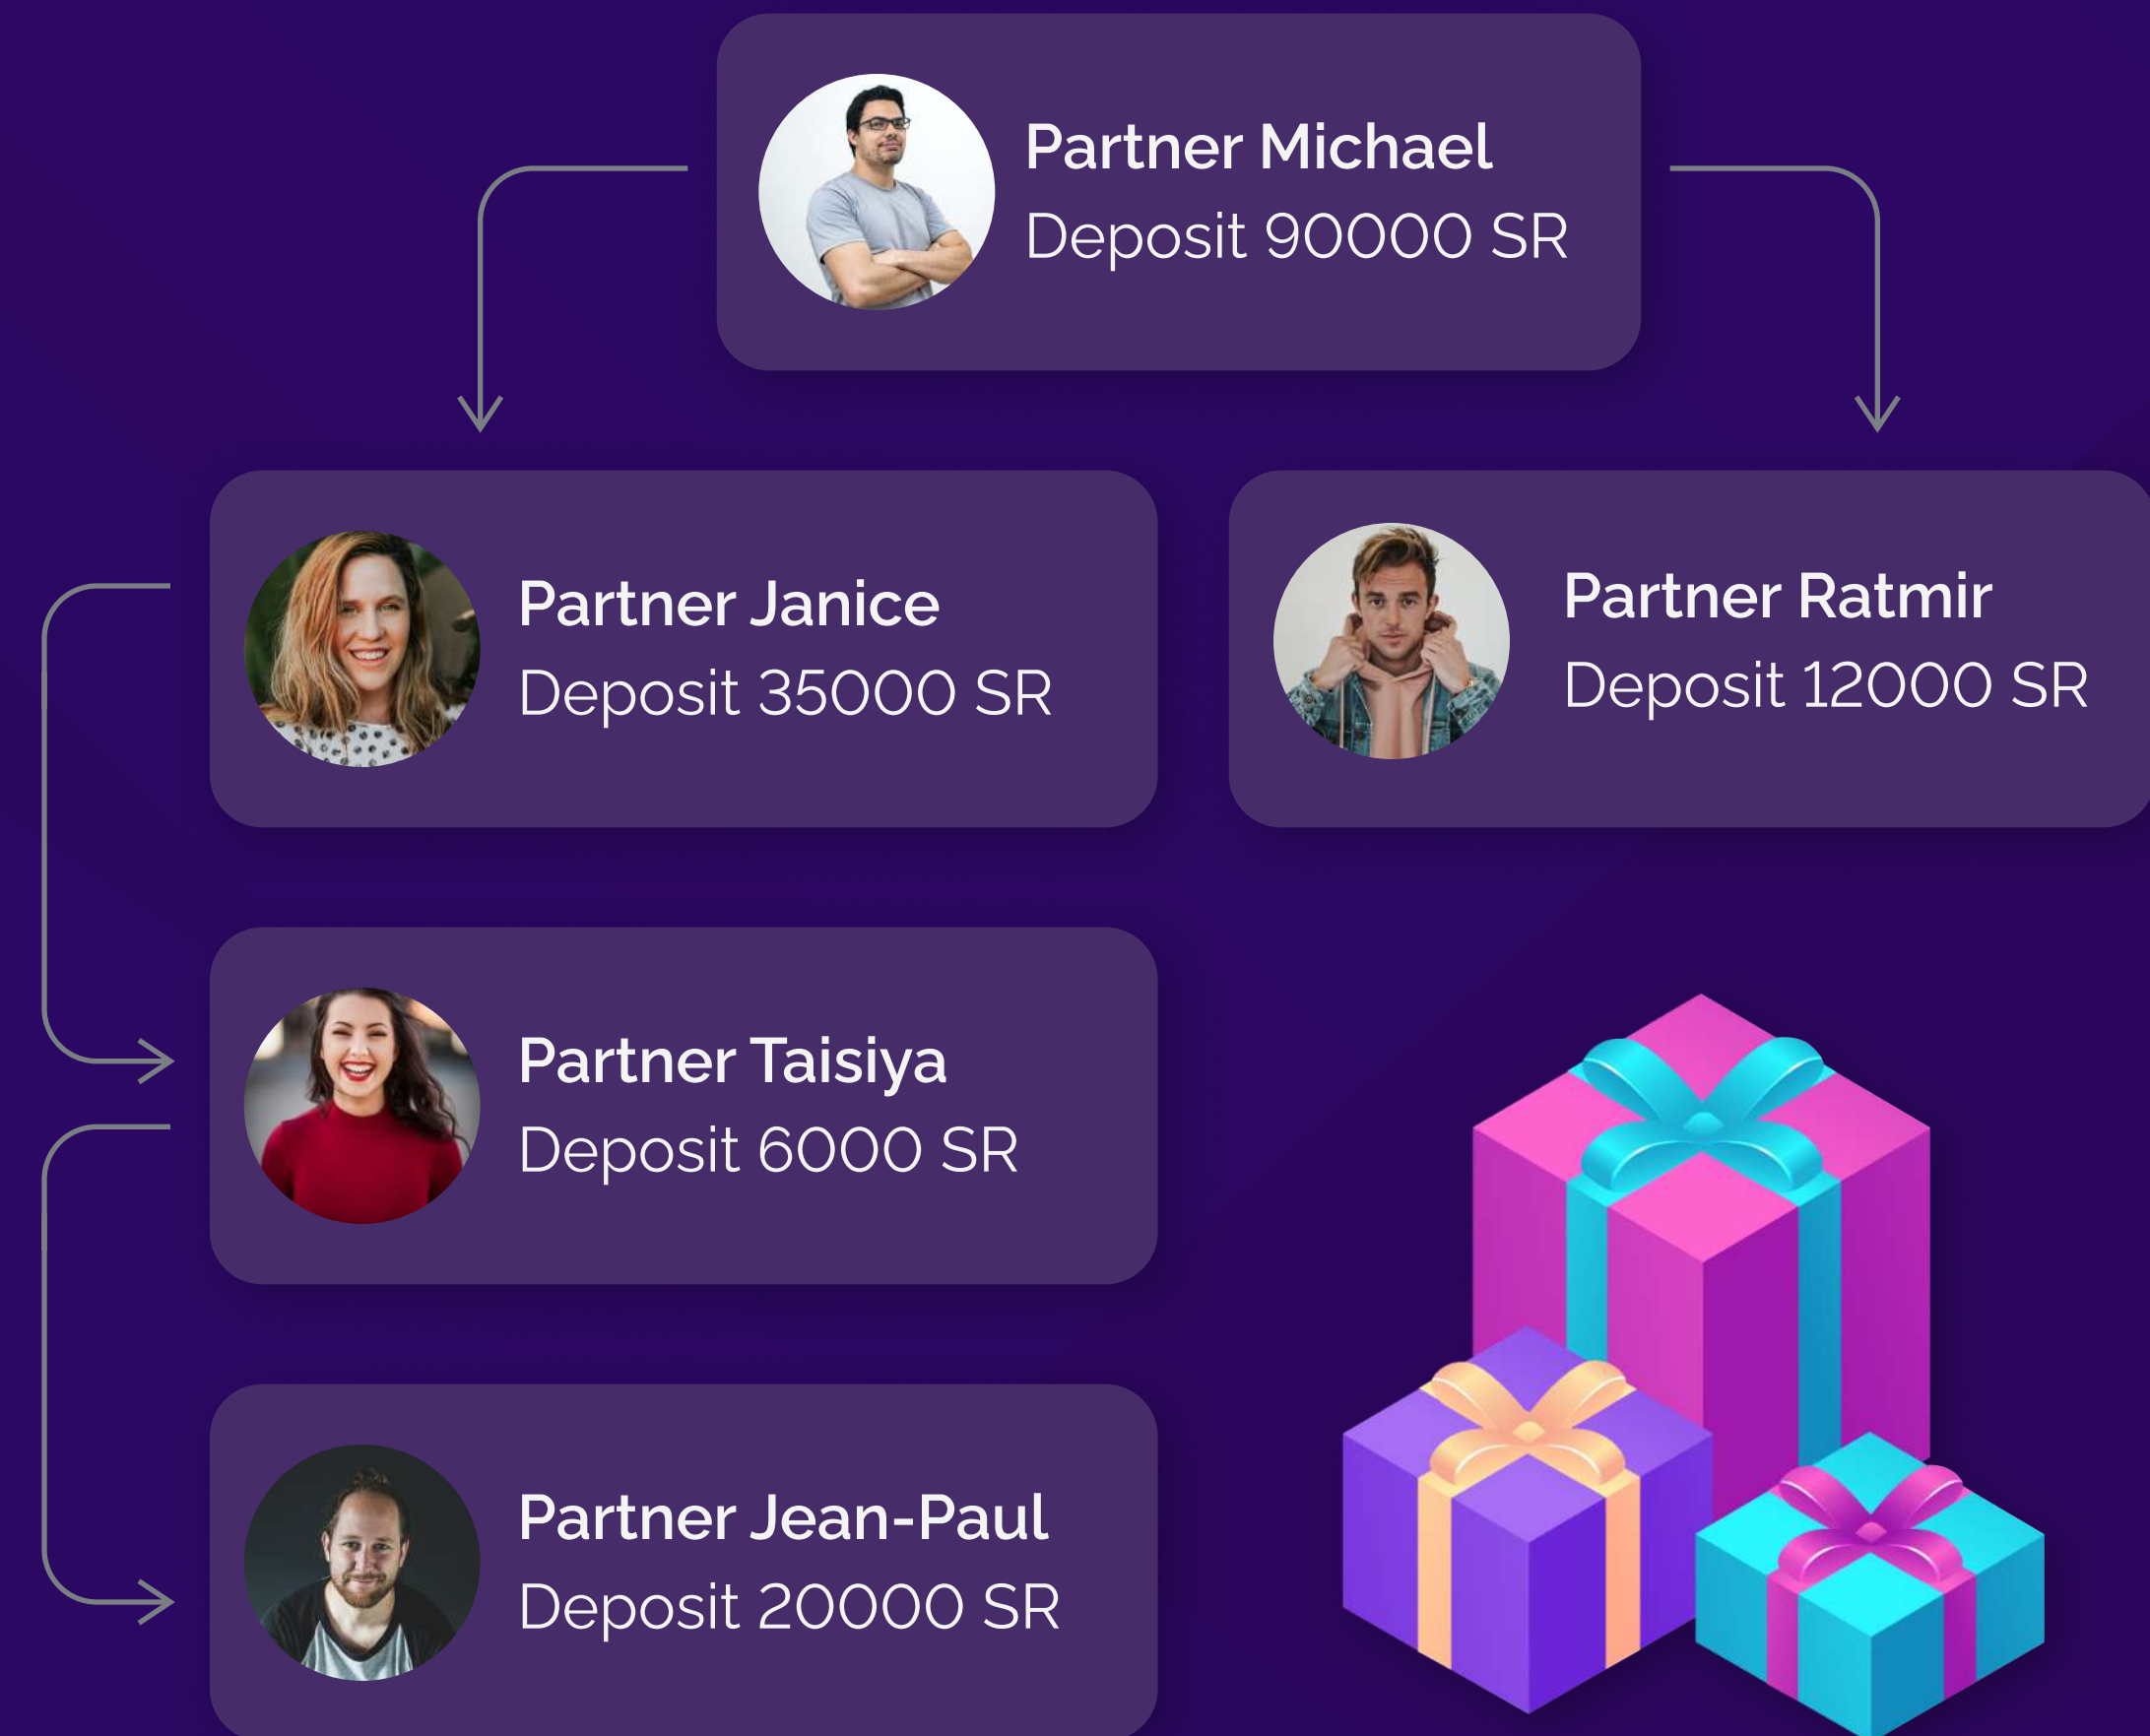 Partner Michael
Deposit 90000 SR
Partner Janice
Deposit 35000 SR
Partner Ratmir
Deposit 12000 SR
Partner Taisiya
Deposit 6000 SR
Partner Jean-Paul
Deposit 20000 SR